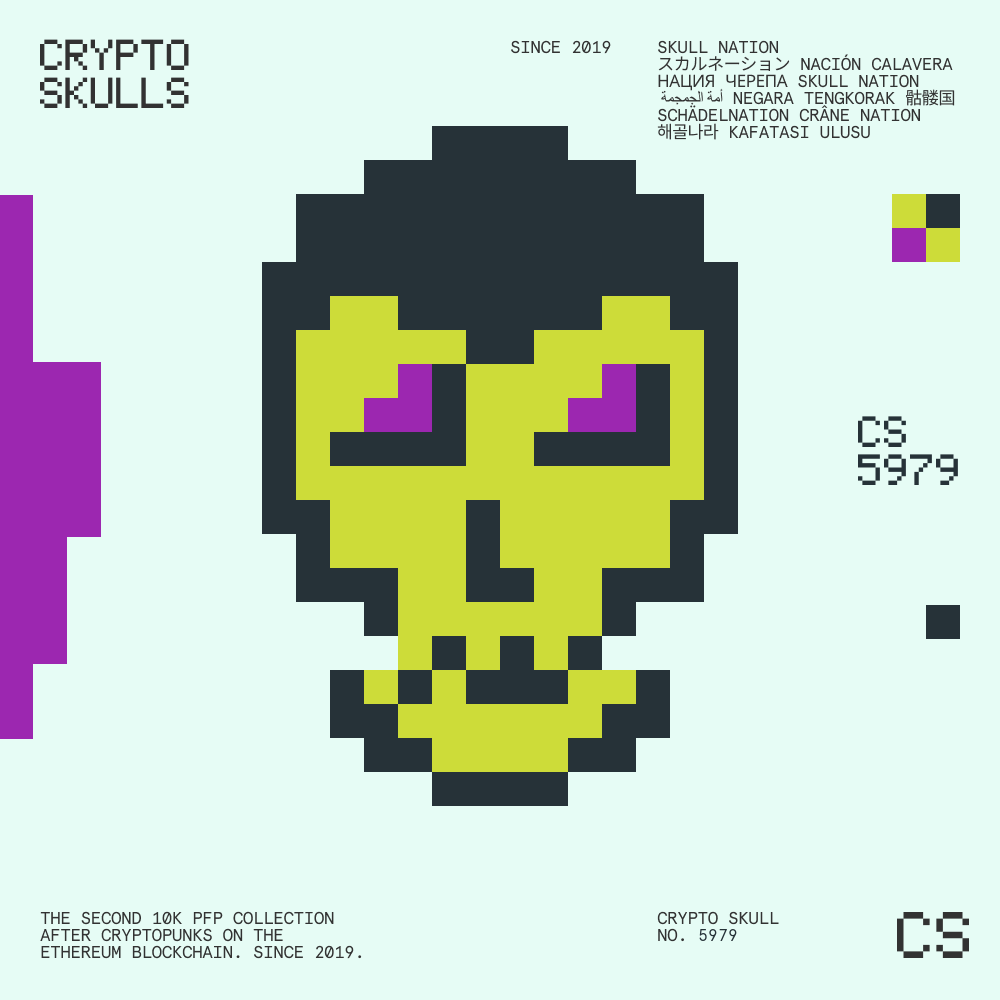 CRYPTO
SKULLS
SINCE 2019
SKULL NATION
スカルネーション NACIÓN CALAVERA
НАЦИЯ ЧЕРЕПА SKULL NATION
أمة الجمجمة NEGARA TENGKORAK 骷髅国
SCHÄDELNATION CRÂNE NATION
해골나라 KAFATASI ULUSU
CS
5979
THE SECOND 10K PFP COLLECTION
AFTER CRYPTOPUNKS ON THE
ETHEREUM BLOCKCHAIN. SINCE 2019.
CRYPTO SKULL
NO. 5979
CS